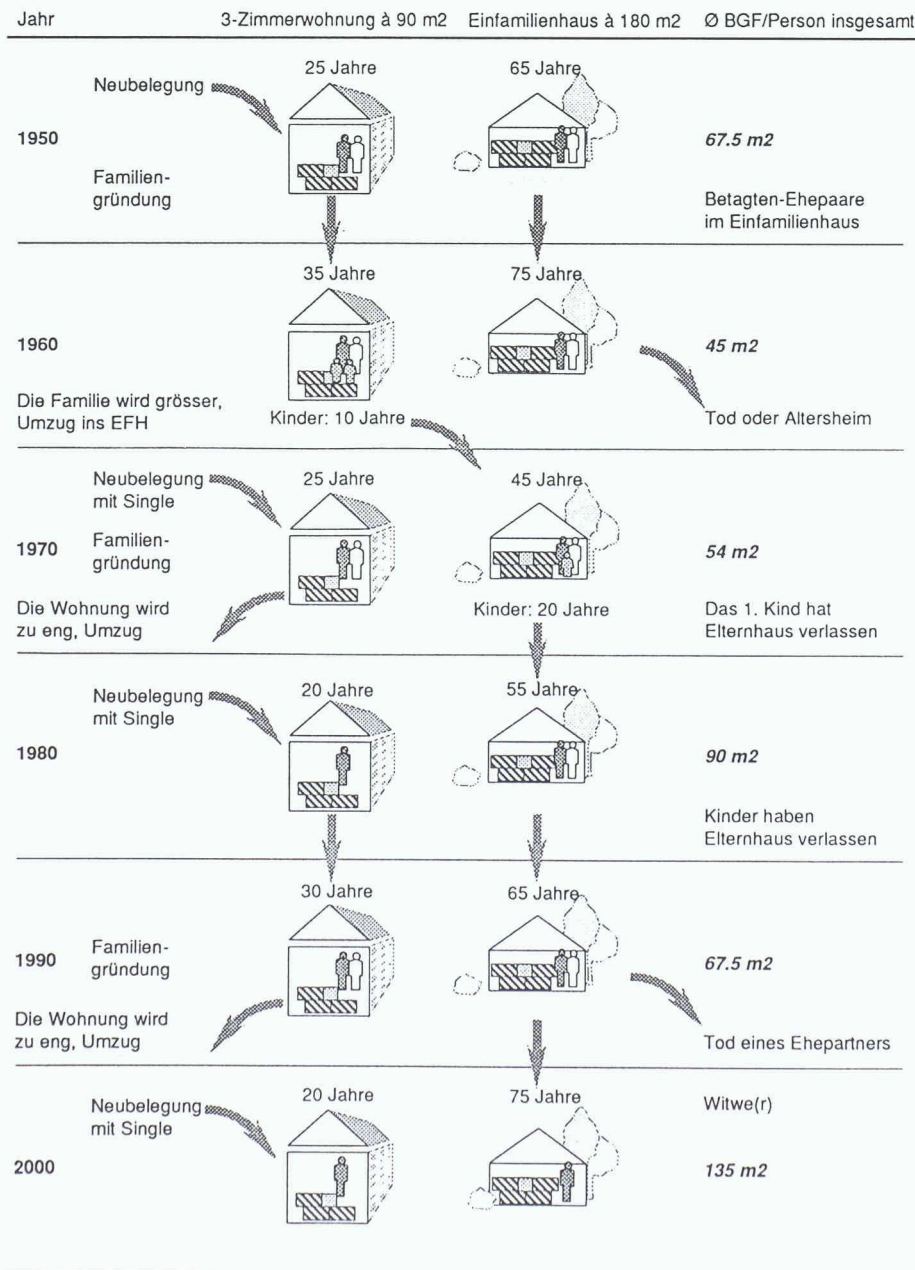 Jahr 3-Zimmerwohnung à 90 m2 Einfamilienhaus à 180 m2 Ø BGF/Person insgesamt
25 Jahre 65 Jahre
Neubelegung
1950 67.5 m2
Familien-
gründung
Betagten-Ehepaare
im Einfamilienhaus
35 Jahre 75 Jahre
1960 45 m2
Die Familie wird grösser,
Umzug ins EFH
Kinder: 10 Jahre
Tod oder Altersheim
Neubelegung
mit Single
25 Jahre 45 Jahre
1970 Familien-
gründung
54 m2
Die Wohnung wird
zu eng, Umzug
Kinder: 20 Jahre
Das 1. Kind hat
Elternhaus verlassen
Neubelegung
mit Single
20 Jahre 55 Jahre
1980 90 m2
Kinder haben
Elternhaus verlassen
30 Jahre 65 Jahre
1990 Familien-
gründung
67.5 m2
Die Wohnung wird
zu eng, Umzug
Tod eines Ehepartners
Neubelegung
mit Single
20 Jahre 75 Jahre
Witwe(r)
2000 135 m2